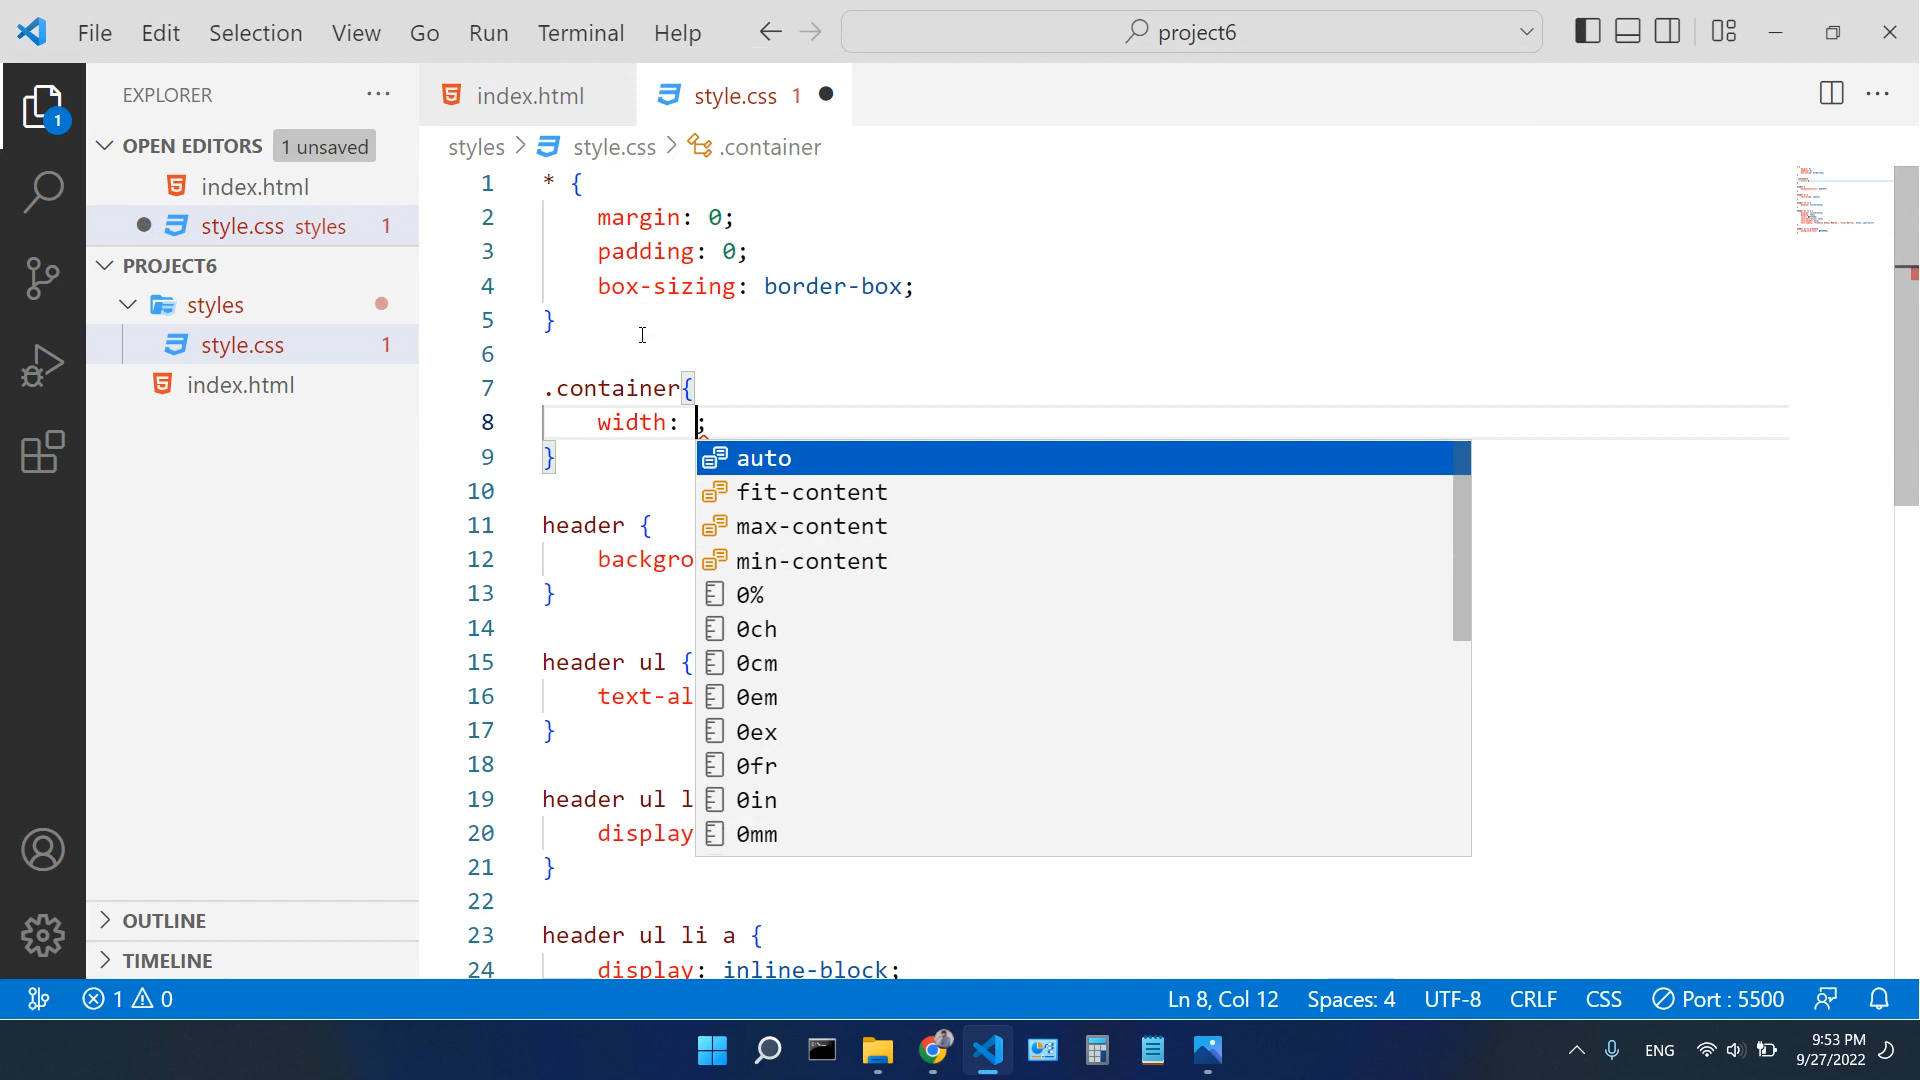 File Edit Selection View Go Run Terminal Help
project6
EXPLORER
OPEN EDITORS 1 unsaved
index.html
style.css styles 1
PROJECT6
styles
style.css 1
index.html
OUTLINE
TIMELINE
1
index.html
style.css 1
styles > style.css > .container
1 * {
2 margin: 0;
3 padding: 0;
4 box-sizing: border-box;
5 }
6
7 .container{
8 width: ;
9 }
10
11 header {
12 backgro
13 }
14
15 header ul {
16 text-al
17 }
18
19 header ul l
20 display
21 }
22
23 header ul li a {
24 display: inline-block;
auto
fit-content
max-content
min-content
0%
0ch
0cm
0em
0ex
0fr
0in
0mm
1 0
Ln 8, Col 12 Spaces: 4 UTF-8 CRLF CSS Port : 5500
ENG
9:53 PM
9/27/2022